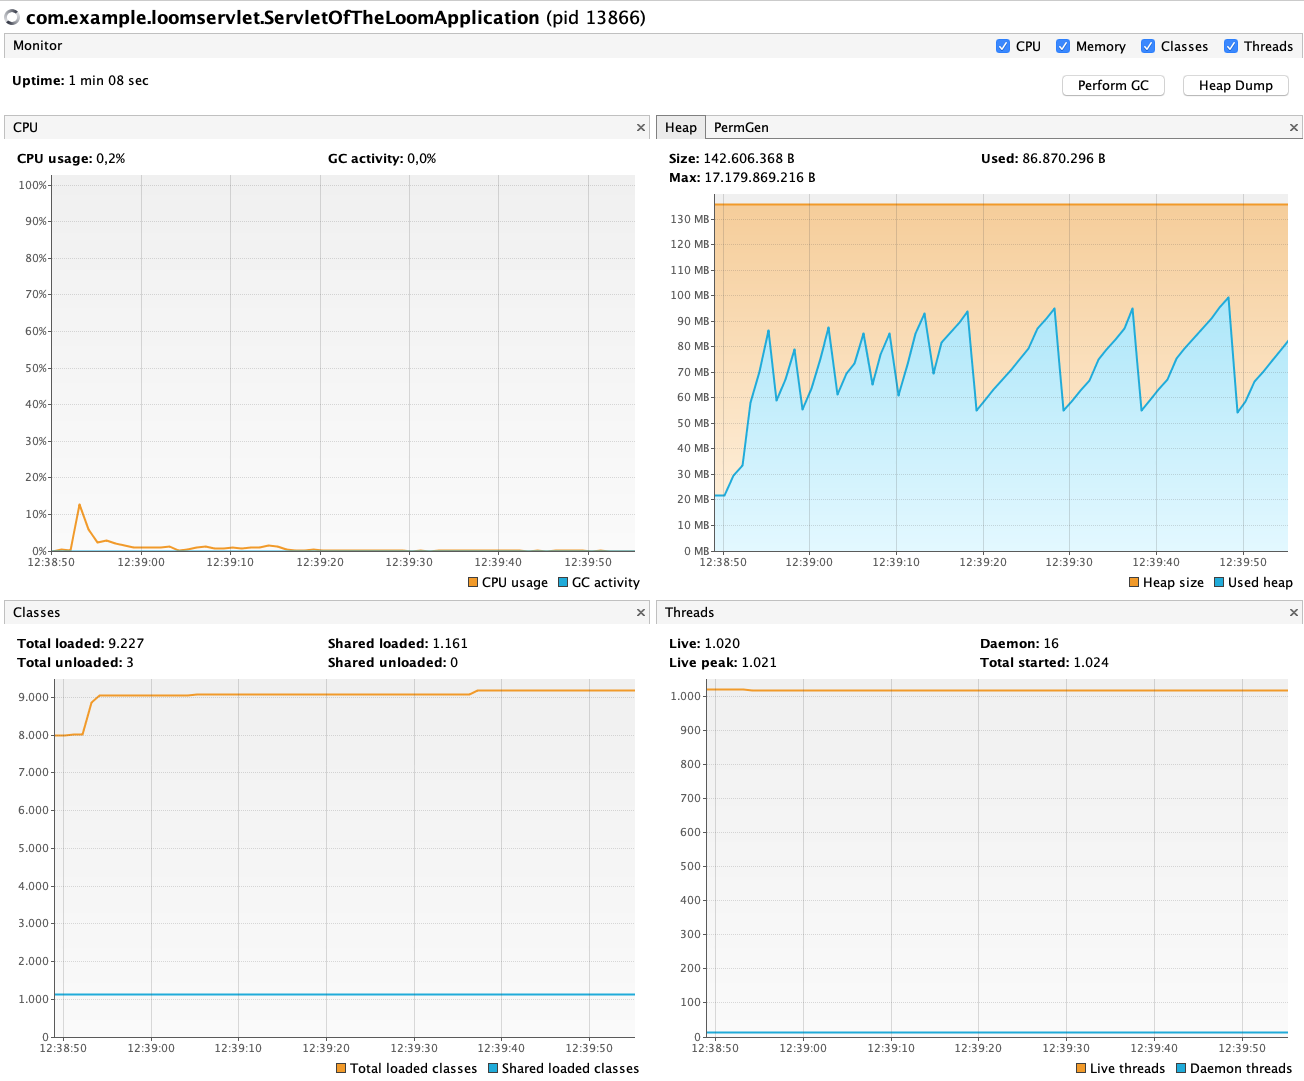 com.example.loomservlet.ServletOfTheLoomApplication (pid 13866)
Monitor
CPU Memory Classes Threads
Uptime: 1 min 08 sec
Perform GC Heap Dump
CPU
CPU usage: 0,2% GC activity: 0,0%
100%
90%
80%
70%
60%
50%
40%
30%
20%
10%
0%
12:38:50 12:39:00 12:39:10 12:39:20 12:39:30 12:39:40 12:39:50
CPU usage GC activity
Heap PermGen
Size: 142.606.368 B Used: 86.870.296 B
Max: 17.179.869.216 B
130 MB
120 MB
110 MB
100 MB
90 MB
80 MB
70 MB
60 MB
50 MB
40 MB
30 MB
20 MB
10 MB
0 MB
12:38:50 12:39:00 12:39:10 12:39:20 12:39:30 12:39:40 12:39:50
Heap size Used heap
Classes
Total loaded: 9.227 Shared loaded: 1.161
Total unloaded: 3 Shared unloaded: 0
9.000
8.000
7.000
6.000
5.000
4.000
3.000
2.000
1.000
0
12:38:50 12:39:00 12:39:10 12:39:20 12:39:30 12:39:40 12:39:50
Total loaded classes Shared loaded classes
Threads
Live: 1.020 Daemon: 16
Live peak: 1.021 Total started: 1.024
1.000
900
800
700
600
500
400
300
200
100
0
12:38:50 12:39:00 12:39:10 12:39:20 12:39:30 12:39:40 12:39:50
Live threads Daemon threads